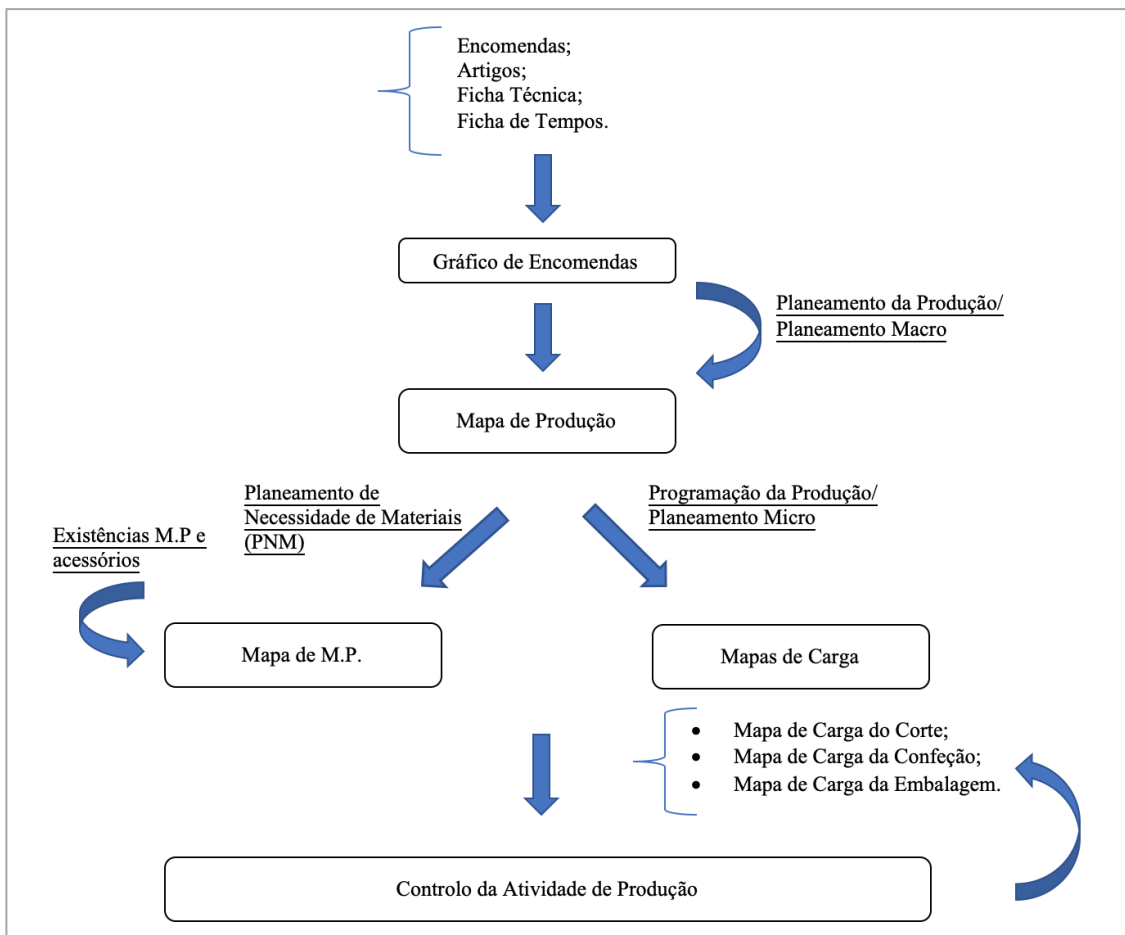 Encomendas;
Artigos;
Ficha Técnica;
Ficha de Tempos.
Gráfico de Encomendas
Planeamento da Produção/
Planeamento Macro
Mapa de Produção
Planeamento de
Necessidade de Materiais
(PNM)
Programação da Produção/
Planeamento Micro
Existências M.P e
acessórios
Mapa de M.P.
Mapas de Carga
• Mapa de Carga do Corte;
• Mapa de Carga da Confeção;
• Mapa de Carga da Embalagem.
Controlo da Atividade de Produção